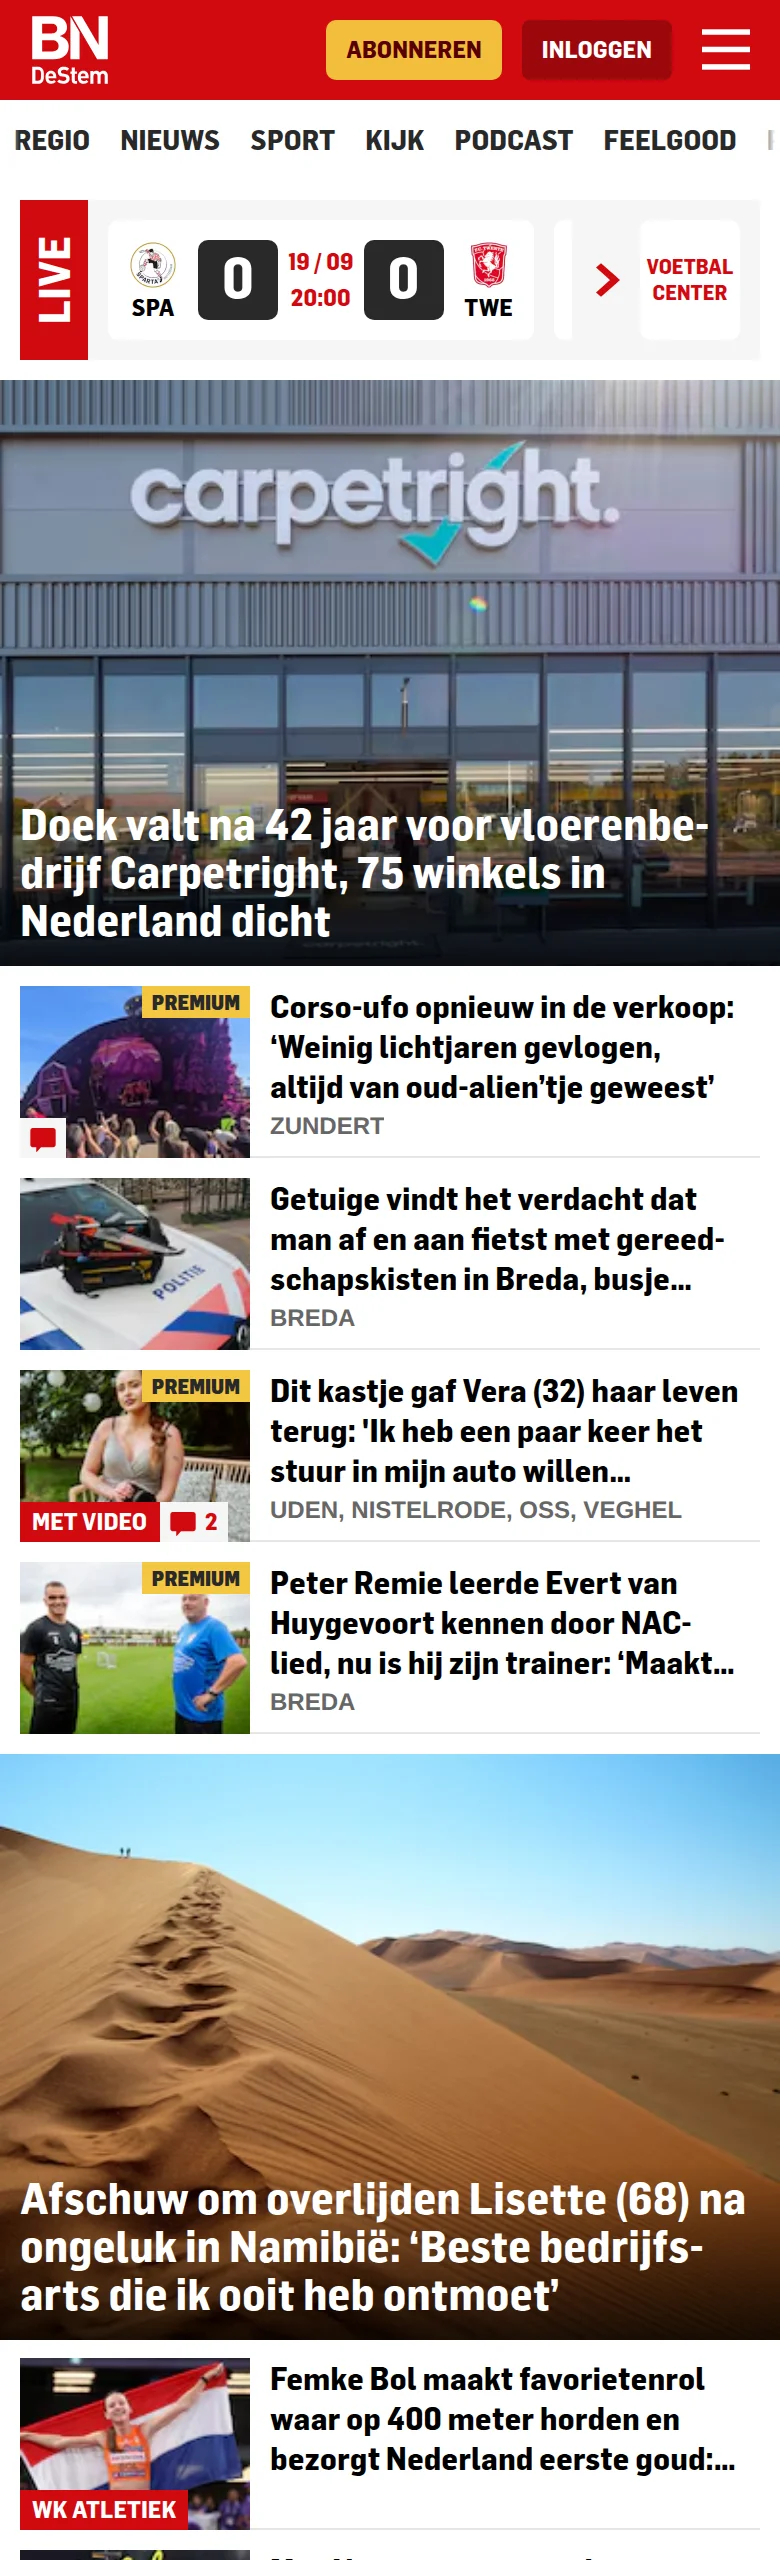 BN
DeStem
ABONNEREN
INLOGGEN
REGIO NIEUWS SPORT KIJK PODCAST FEELGOOD
LIVE
SPARTA
SPA
0
19 / 09
20:00
0
TWE
VOETBAL
CENTER
carpetright.
Doek valt na 42 jaar voor vloerenbe-
drijf Carpetright, 75 winkels in
Nederland dicht
PREMIUM
Corso-ufo opnieuw in de verkoop:
‘Weinig lichtjaren gevlogen,
altijd van oud-alien’tje geweest’
ZUNDERT
POLITIE
Getuige vindt het verdacht dat
man af en aan fietst met gereed-
schapskisten in Breda, busje...
BREDA
PREMIUM
MET VIDEO
2
Dit kastje gaf Vera (32) haar leven
terug: 'Ik heb een paar keer het
stuur in mijn auto willen...
UDEN, NISTELRODE, OSS, VEGHEL
PREMIUM
Peter Remie leerde Evert van
Huygevoort kennen door NAC-
lied, nu is hij zijn trainer: ‘Maakt...
BREDA
Afschuw om overlijden Lisette (68) na
ongeluk in Namibië: ‘Beste bedrijfs-
arts die ik ooit heb ontmoet’
WK ATLETIEK
Femke Bol maakt favorietenrol
waar op 400 meter horden en
bezorgt Nederland eerste goud:...